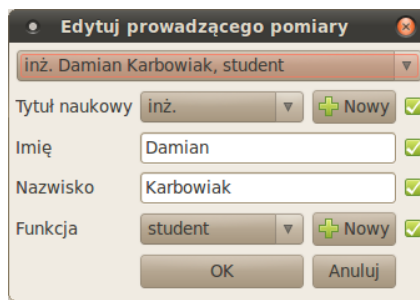 Edytuj prowadzącego pomiary
inż. Damian Karbowiak, student
Tytuł naukowy inż. Nowy
Imię Damian
Nazwisko Karbowiak
Funkcja student Nowy
OK Anuluj